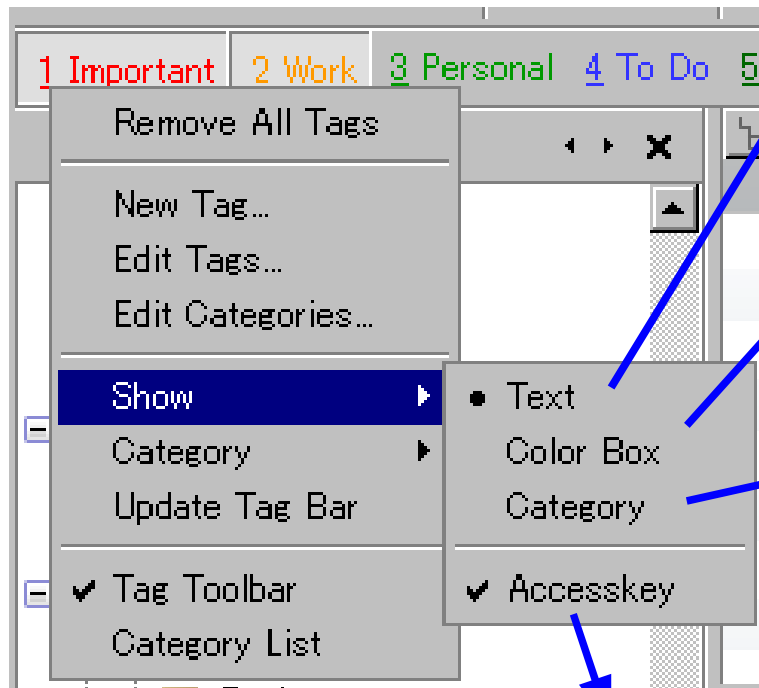 1 Important 2 Work 3 Personal 4 To Do 5
Remove All Tags
New Tag...
Edit Tags...
Edit Categories...
Show
Category
Update Tag Bar
Tag Toolbar
Category List
Text
Color Box
Category
Accesskey